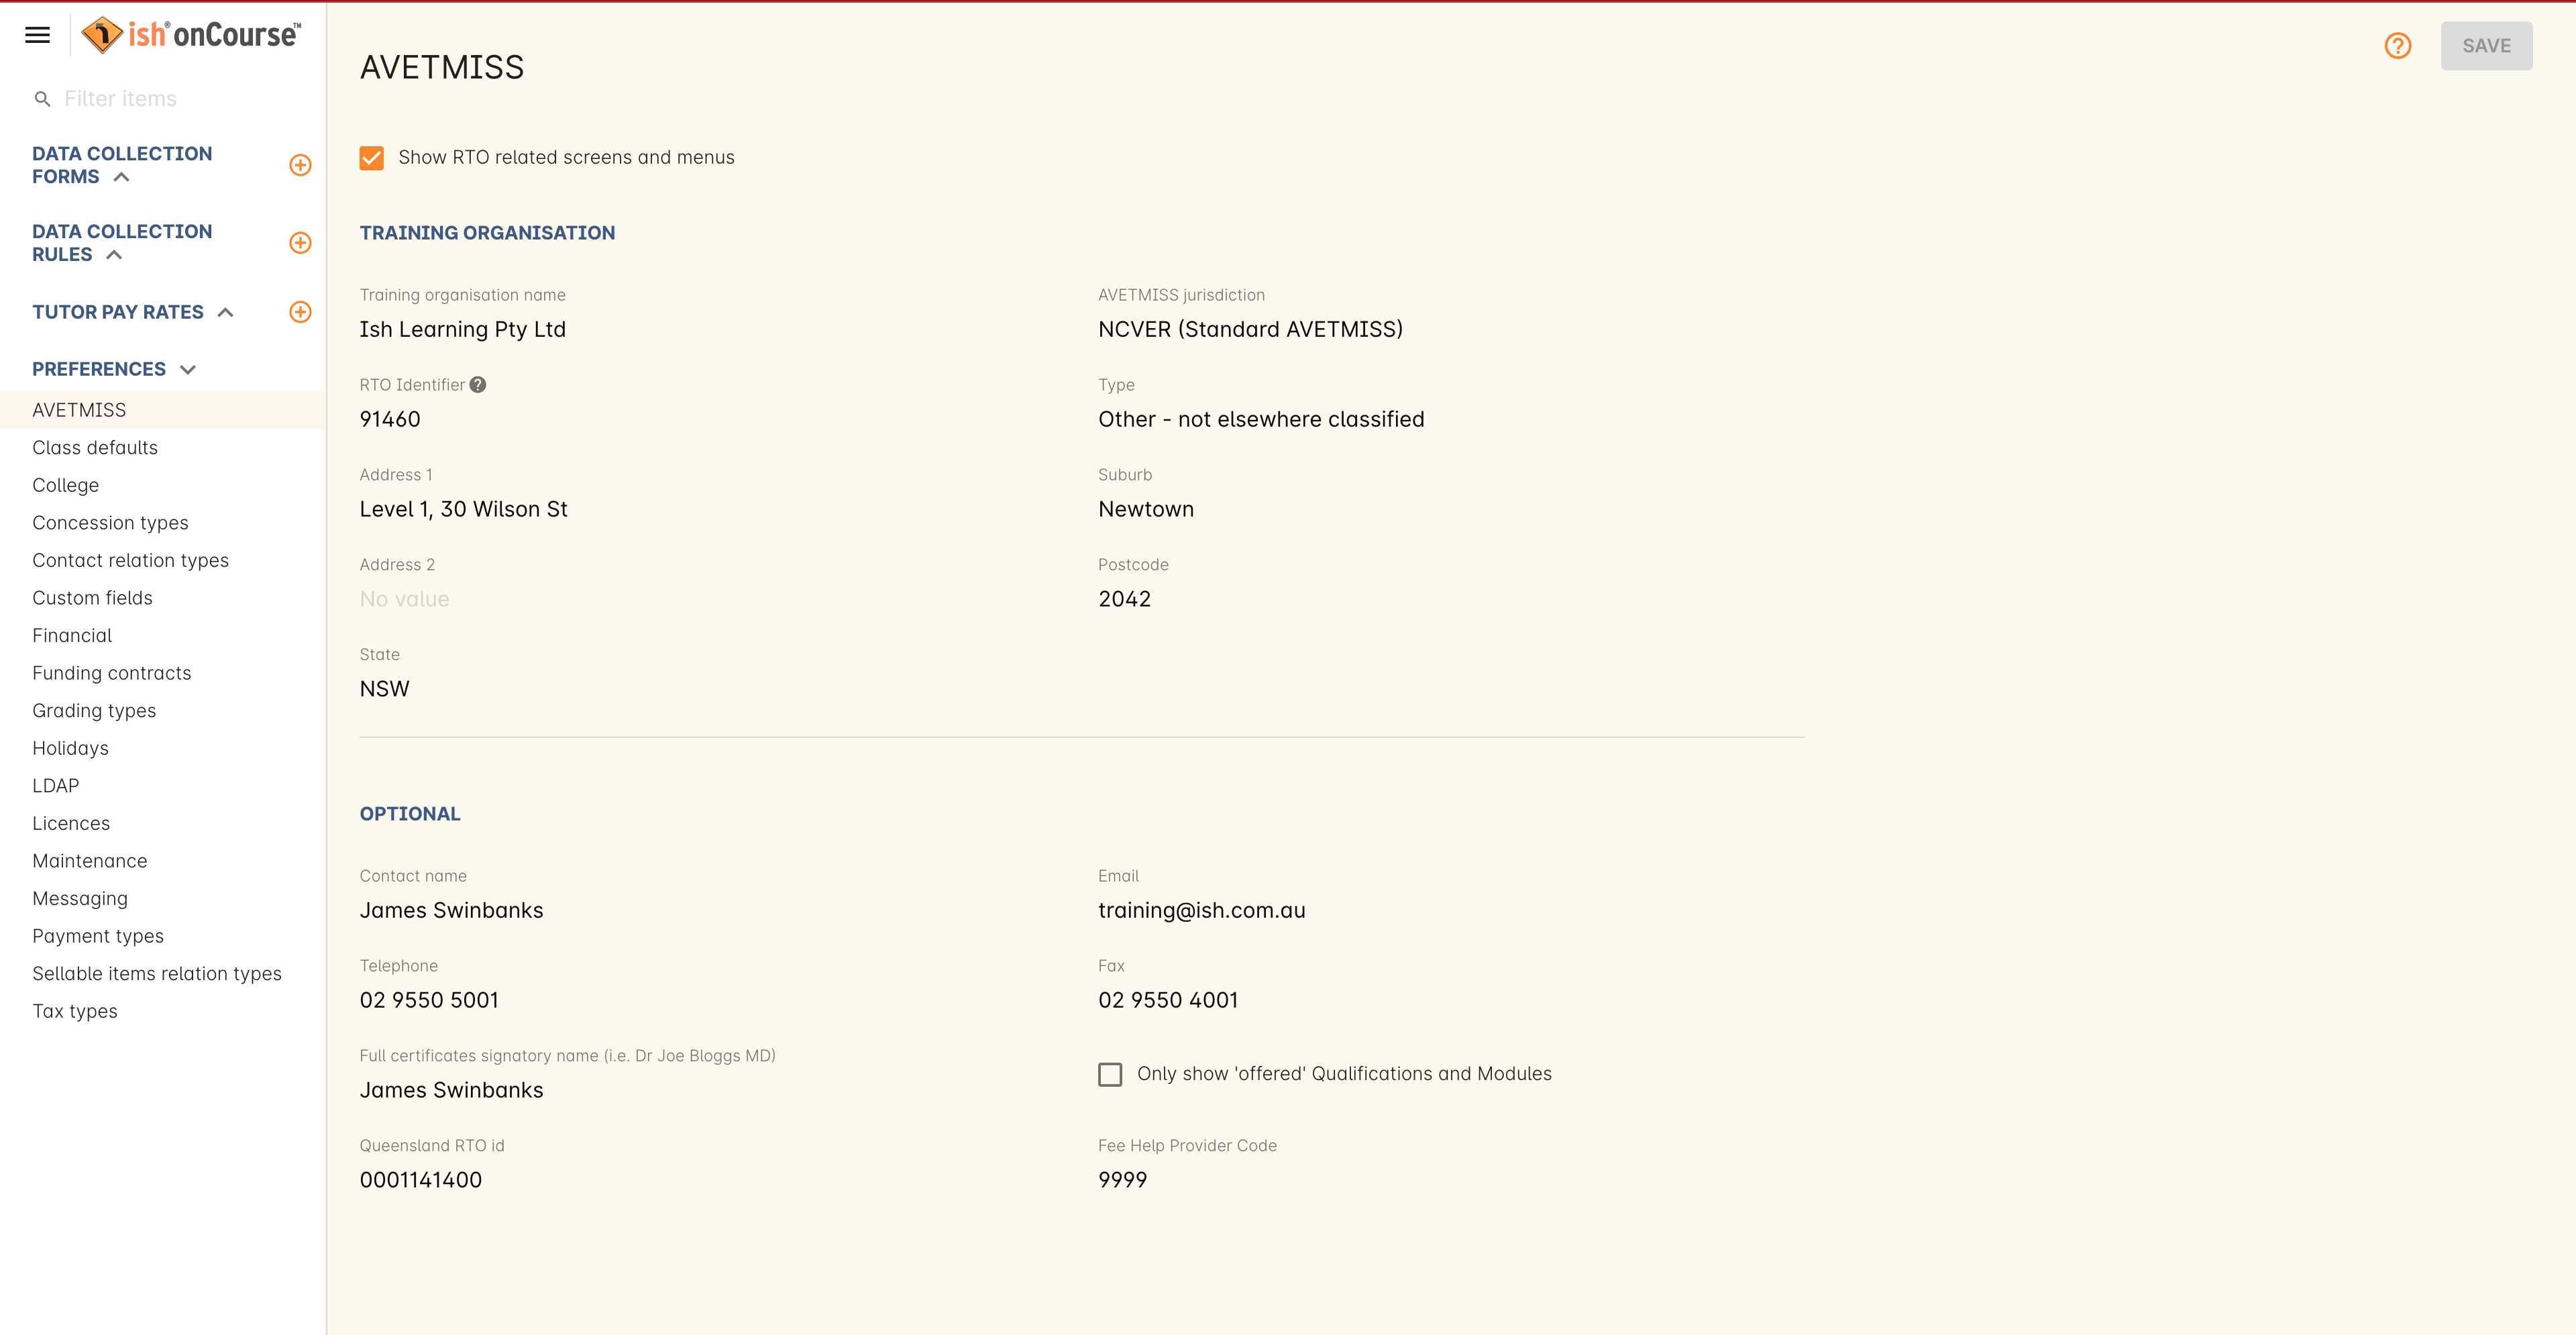 ish® onCourse™
Filter items
DATA COLLECTION
FORMS
DATA COLLECTION
RULES
TUTOR PAY RATES
PREFERENCES
AVETMISS
Class defaults
College
Concession types
Contact relation types
Custom fields
Financial
Funding contracts
Grading types
Holidays
LDAP
Licences
Maintenance
Messaging
Payment types
Sellable items relation types
Tax types
AVETMISS
SAVE
Show RTO related screens and menus
TRAINING ORGANISATION
Training organisation name
Ish Learning Pty Ltd
AVETMISS jurisdiction
NCVER (Standard AVETMISS)
RTO Identifier
91460
Type
Other - not elsewhere classified
Address 1
Level 1, 30 Wilson St
Suburb
Newtown
Address 2
No value
Postcode
2042
State
NSW
OPTIONAL
Contact name
James Swinbanks
Email
training@ish.com.au
Telephone
02 9550 5001
Fax
02 9550 4001
Full certificates signatory name (i.e. Dr Joe Bloggs MD)
James Swinbanks
Only show 'offered' Qualifications and Modules
Queensland RTO id
0001141400
Fee Help Provider Code
9999